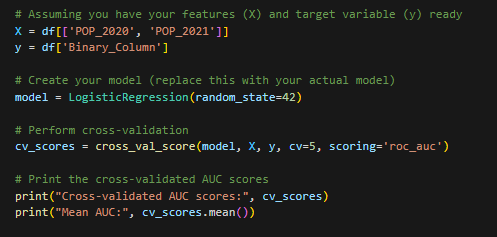 # Assuming you have your features (X) and target variable (y) ready
X = df[['POP_2020', 'POP_2021']]
y = df['Binary_Column']
# Create your model (replace this with your actual model)
model = LogisticRegression(random_state=42)
# Perform cross-validation
cv_scores = cross_val_score(model, X, y, cv=5, scoring='roc_auc')
# Print the cross-validated AUC scores
print("Cross-validated AUC scores:", cv_scores)
print("Mean AUC:", cv_scores.mean())